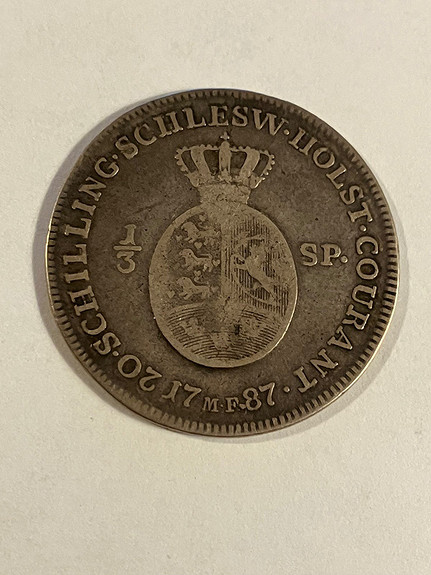 20·SCHILLING·SCHLESW·HOLST·COURANT·
1/3 SP.
17 M·F· 87